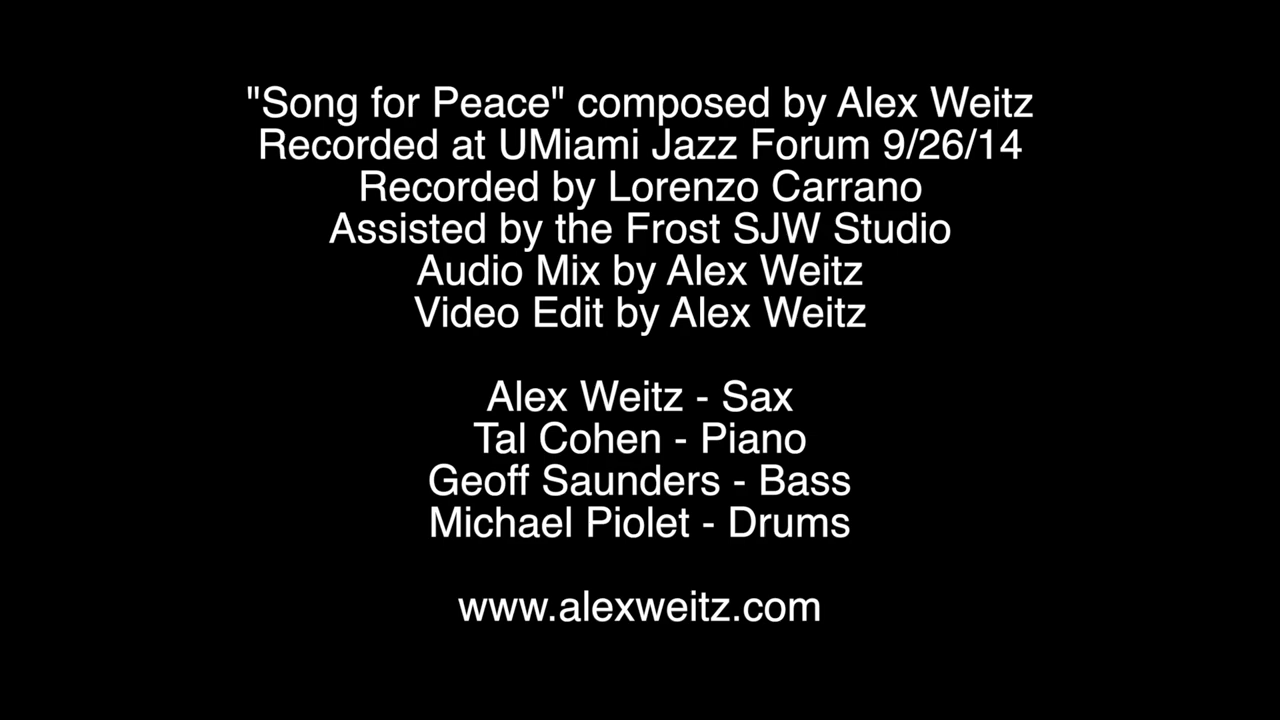 "Song for Peace" composed by Alex Weitz
Recorded at UMiami Jazz Forum 9/26/14
Recorded by Lorenzo Carrano
Assisted by the Frost SJW Studio
Audio Mix by Alex Weitz
Video Edit by Alex Weitz
Alex Weitz - Sax
Tal Cohen - Piano
Geoff Saunders - Bass
Michael Piolet - Drums
www.alexweitz.com